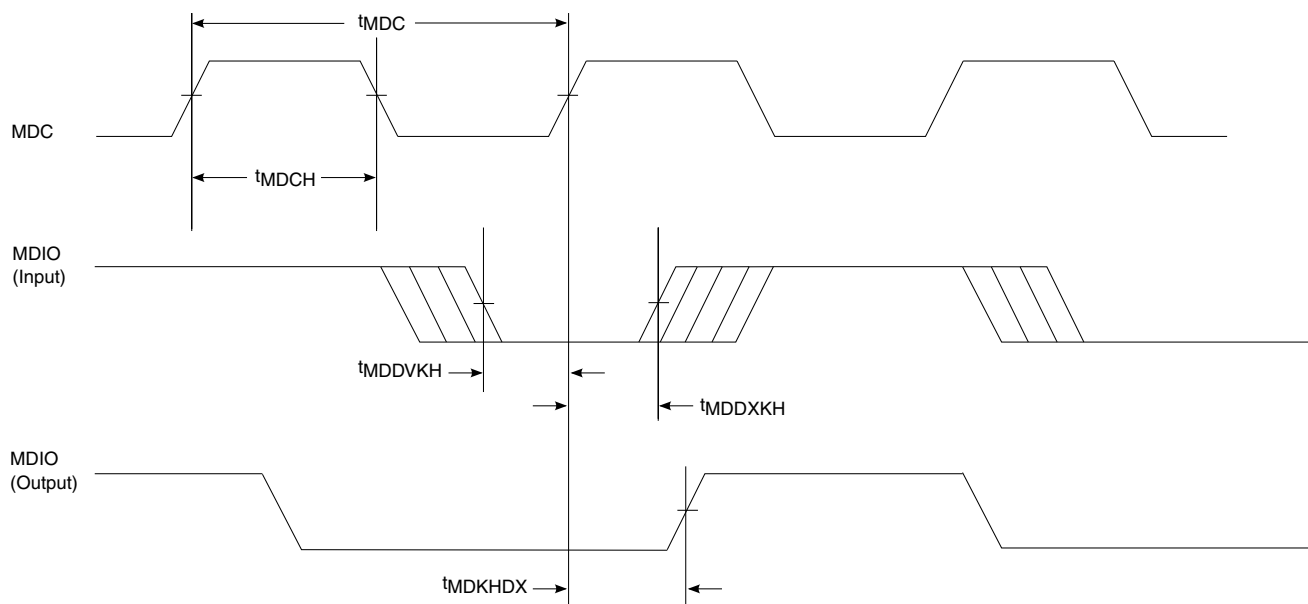 tMDC
MDC
tMDCH
MDIO
(Input)
tMDDVKH
tMDDXKH
MDIO
(Output)
tMDKHDX